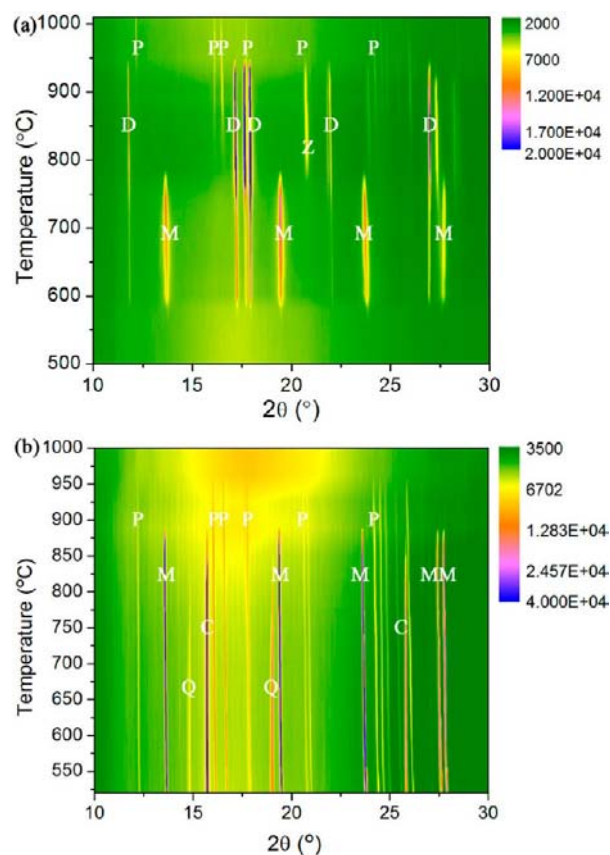 (a)
1000
900
800
700
600
500
Temperature (°C)
P PP P P P
D D D D D
Z
M M M M
2000
7000
1.200E+04
1.700E+04
2.000E+04
10 15 20 25 30
2θ (°)
(b)
1000
950
900
850
800
750
700
650
600
550
Temperature (°C)
P PP P P P
M M M MM
C C
Q Q
3500
6702
1.283E+04
2.457E+04
4.000E+04
10 15 20 25 30
2θ (°)